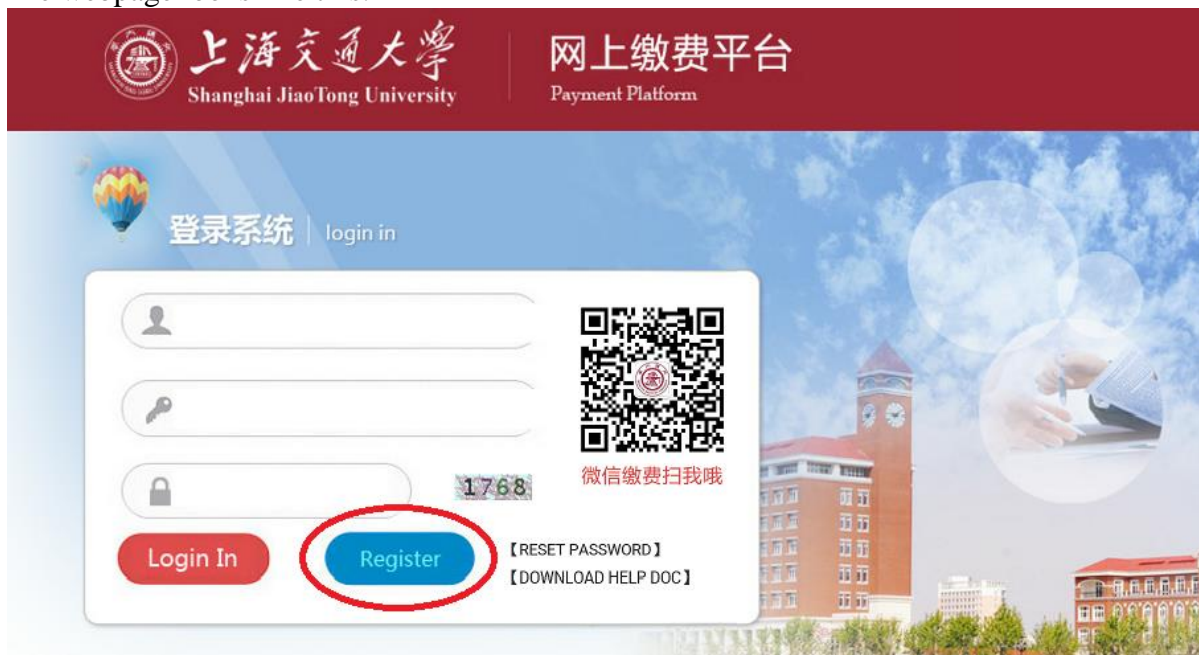 上海交通大學
Shanghai JiaoTong University
网上缴费平台
Payment Platform
登录系统 | login in
1768
微信缴费扫我哦
Login In
Register
【RESET PASSWORD】
【DOWNLOAD HELP DOC】